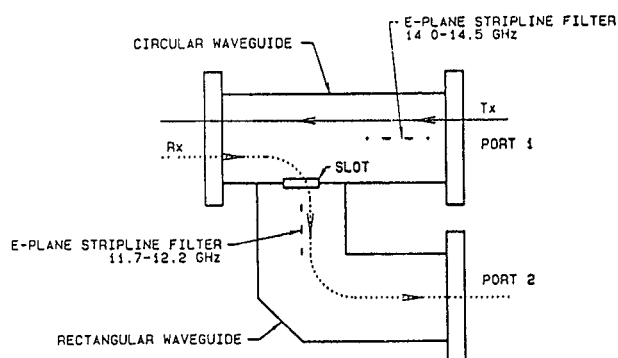 E-PLANE STRIPLINE FILTER
14.0-14.5 GHz
CIRCULAR WAVEGUIDE
Tx
PORT 1
Rx
SLOT
E-PLANE STRIPLINE FILTER
11.7-12.2 GHz
PORT 2
RECTANGULAR WAVEGUIDE